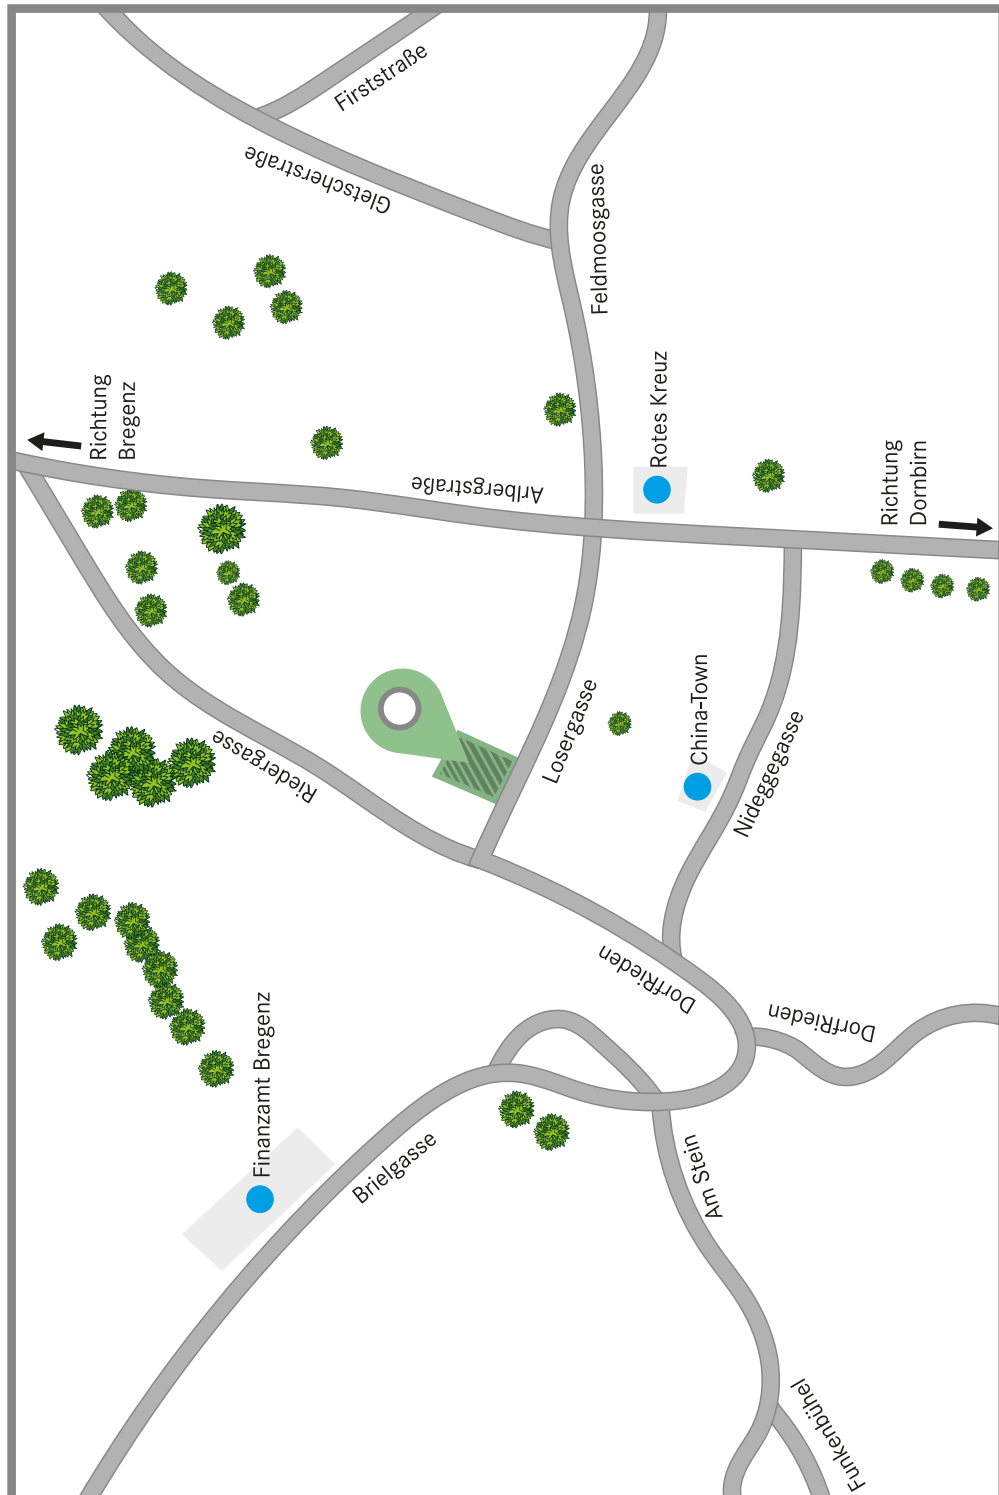 Firststraße
Gletscherstraße
Feldmoosgasse
Richtung
Bregenz
Rotes Kreuz
Arlbergstraße
Richtung
Dornbirn
Losergasse
China-Town
Nideggegasse
Riedergasse
DorfRieden
DorfRieden
Finanzamt Bregenz
Brielgasse
Am Stein
Funkenbühel